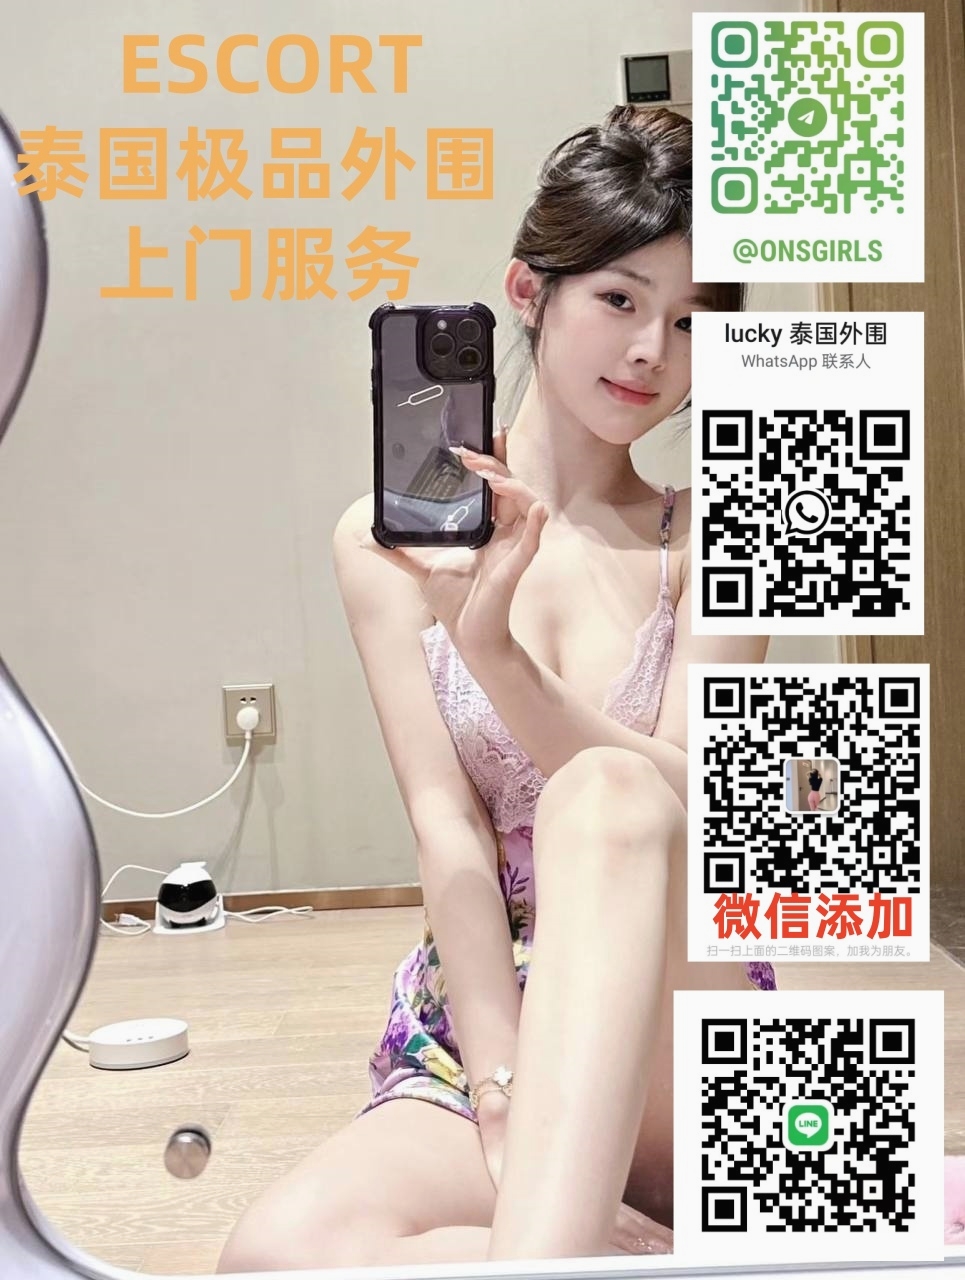 ESCORT
泰国极品外围
上门服务
@ONSGIRLS
lucky 泰国外围
WhatsApp 联系人
微信添加
扫一扫上面的二维码图案，加我为朋友。
LINE